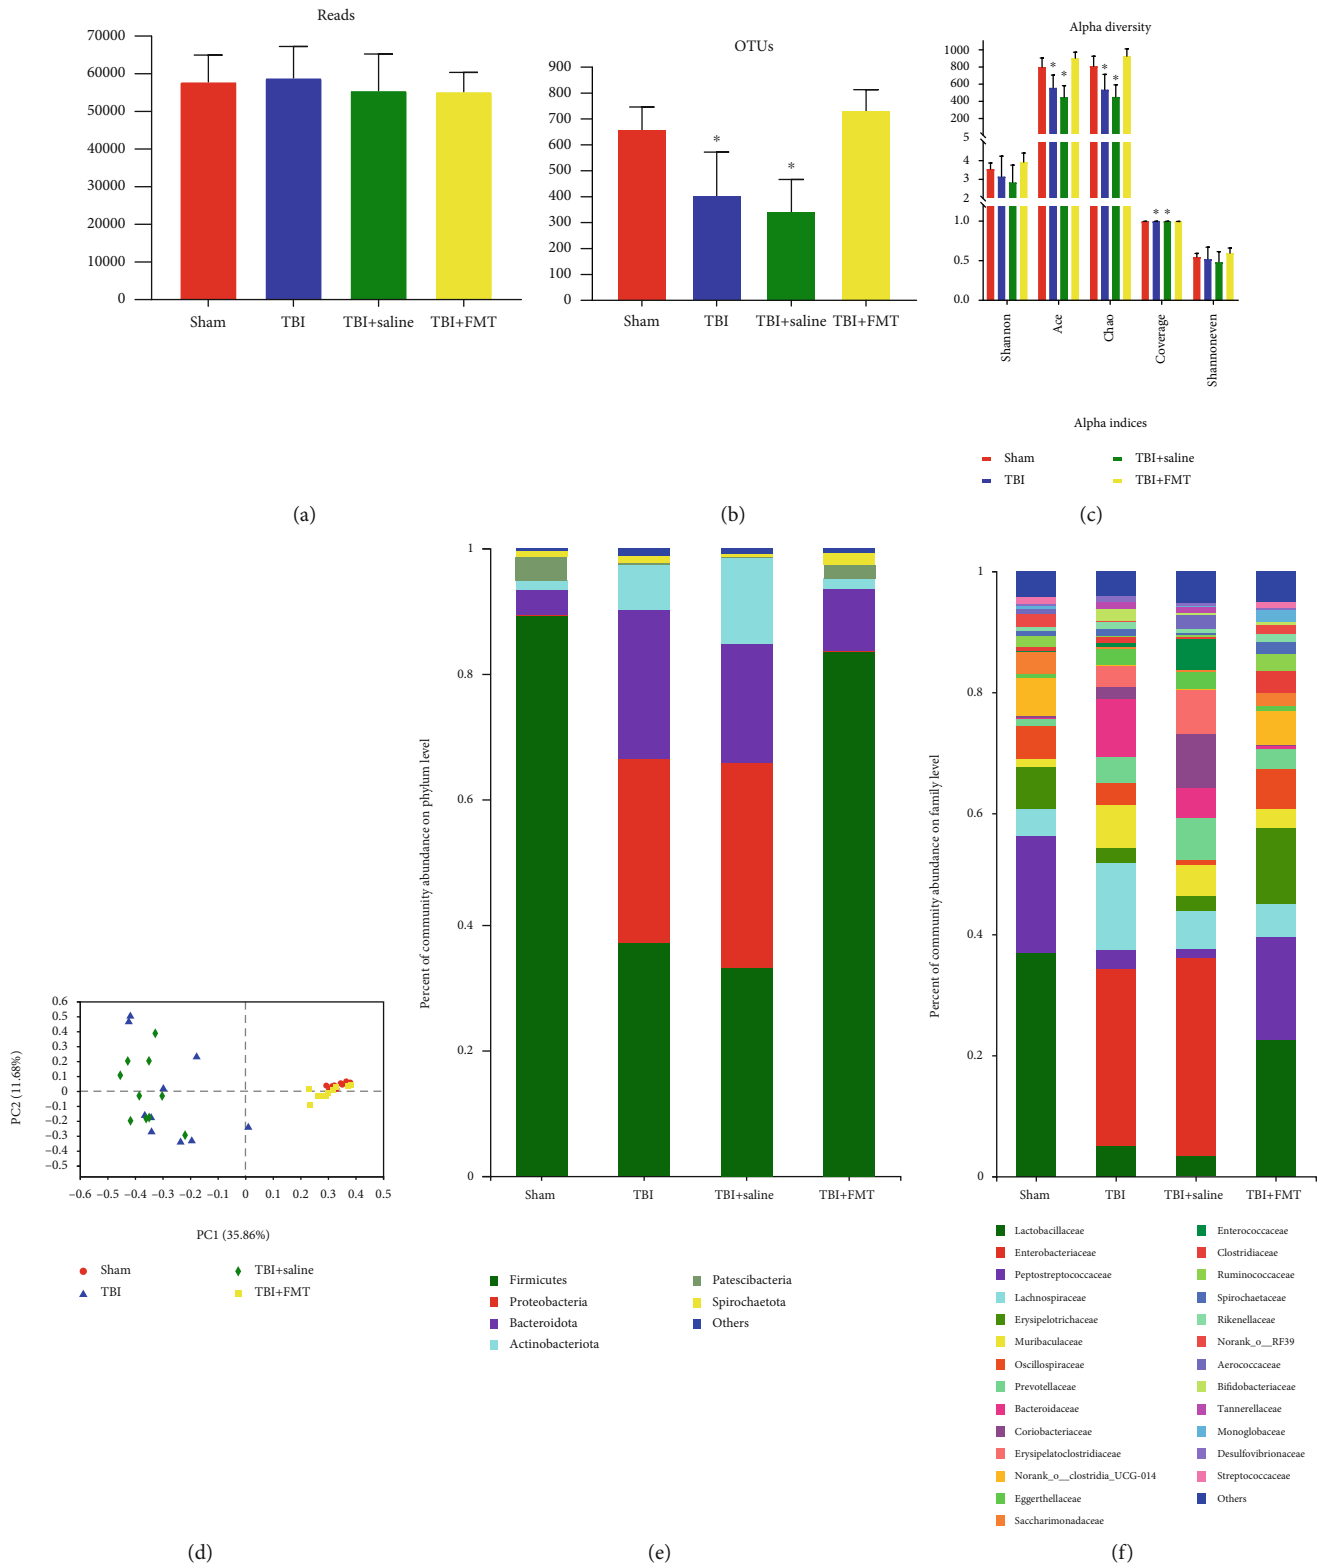 Reads
70000
60000
50000
40000
30000
20000
10000
0
Sham TBI TBI+saline TBI+FMT
(a)
OTUs
900
800
700
600
500
400
300
200
100
0
* *
Sham TBI TBI+saline TBI+FMT
(b)
Alpha diversity
1000
800
600
400
200
5
4
3
2
1.0
0.5
0.0
* * * * * *
Shannon
Ace
Chao
Coverage
Shannoneven
Alpha indices
Sham TBI+saline
TBI TBI+FMT
(c)
PC2 (11.68%)
0.6
0.5
0.4
0.3
0.2
0.1
0
–0.1
–0.2
–0.3
–0.4
–0.5
–0.6 –0.5 –0.4 –0.3 –0.2 –0.1 0 0.1 0.2 0.3 0.4 0.5
PC1 (35.86%)
Sham TBI+saline
TBI TBI+FMT
(d)
Percent of community abundance on phylum level
1
0.8
0.6
0.4
0.2
0
Sham TBI TBI+saline TBI+FMT
Firmicutes Patescibacteria
Proteobacteria Spirochaetota
Bacteroidota Others
Actinobacteriota
(e)
Percent of community abundance on family level
1
0.8
0.6
0.4
0.2
0
Sham TBI TBI+saline TBI+FMT
Lactobacillaceae Enterococcaceae
Enterobacteriaceae Clostridiaceae
Peptostreptococcaceae Ruminococcaceae
Lachnospiraceae Spirochaetaceae
Erysipelotrichaceae Rikenellaceae
Muribaculaceae Norank_o__RF39
Oscillospiraceae Aerococcaceae
Prevotellaceae Bifidobacteriaceae
Bacteroidaceae Tannerellaceae
Coriobacteriaceae Monoglobaceae
Erysipelatoclostridiaceae Desulfovibrionaceae
Norank_o__clostridia_UCG-014 Streptococcaceae
Eggerthellaceae Others
Saccharimonadaceae
(f)